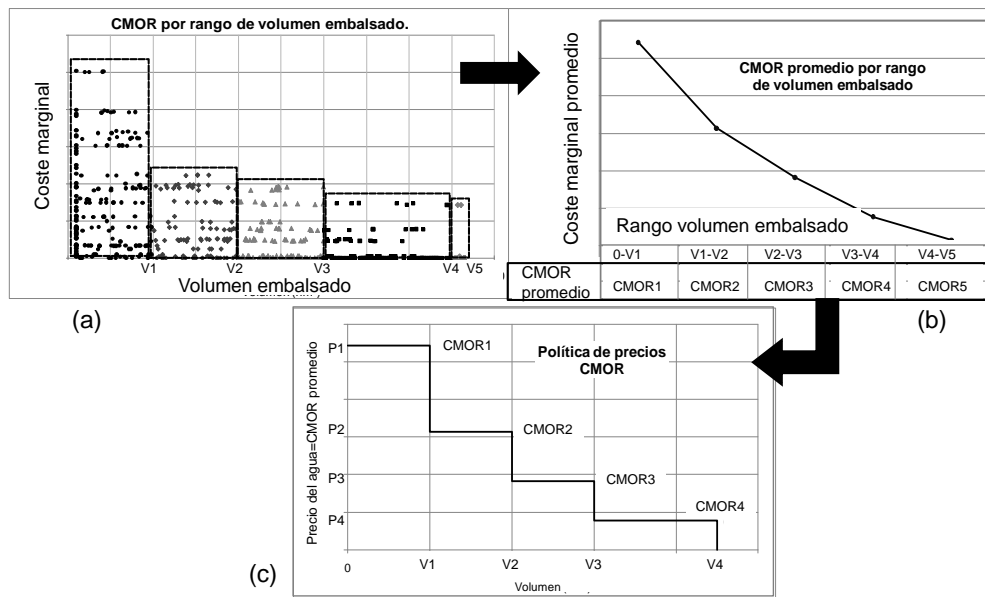 CMOR por rango de volumen embalsado.
Coste marginal
V1 V2 V3 V4 V5
Volumen embalsado
(a)
Coste marginal promedio
CMOR promedio por rango
de volumen embalsado
Rango volumen embalsado
0-V1 V1-V2 V2-V3 V3-V4 V4-V5
CMOR
promedio
CMOR1 CMOR2 CMOR3 CMOR4 CMOR5
(b)
Precio del agua=CMOR promedio
Política de precios
CMOR
P1
CMOR1
P2
CMOR2
P3
CMOR3
P4
CMOR4
0 V1 V2 V3 V4
Volumen
(c)